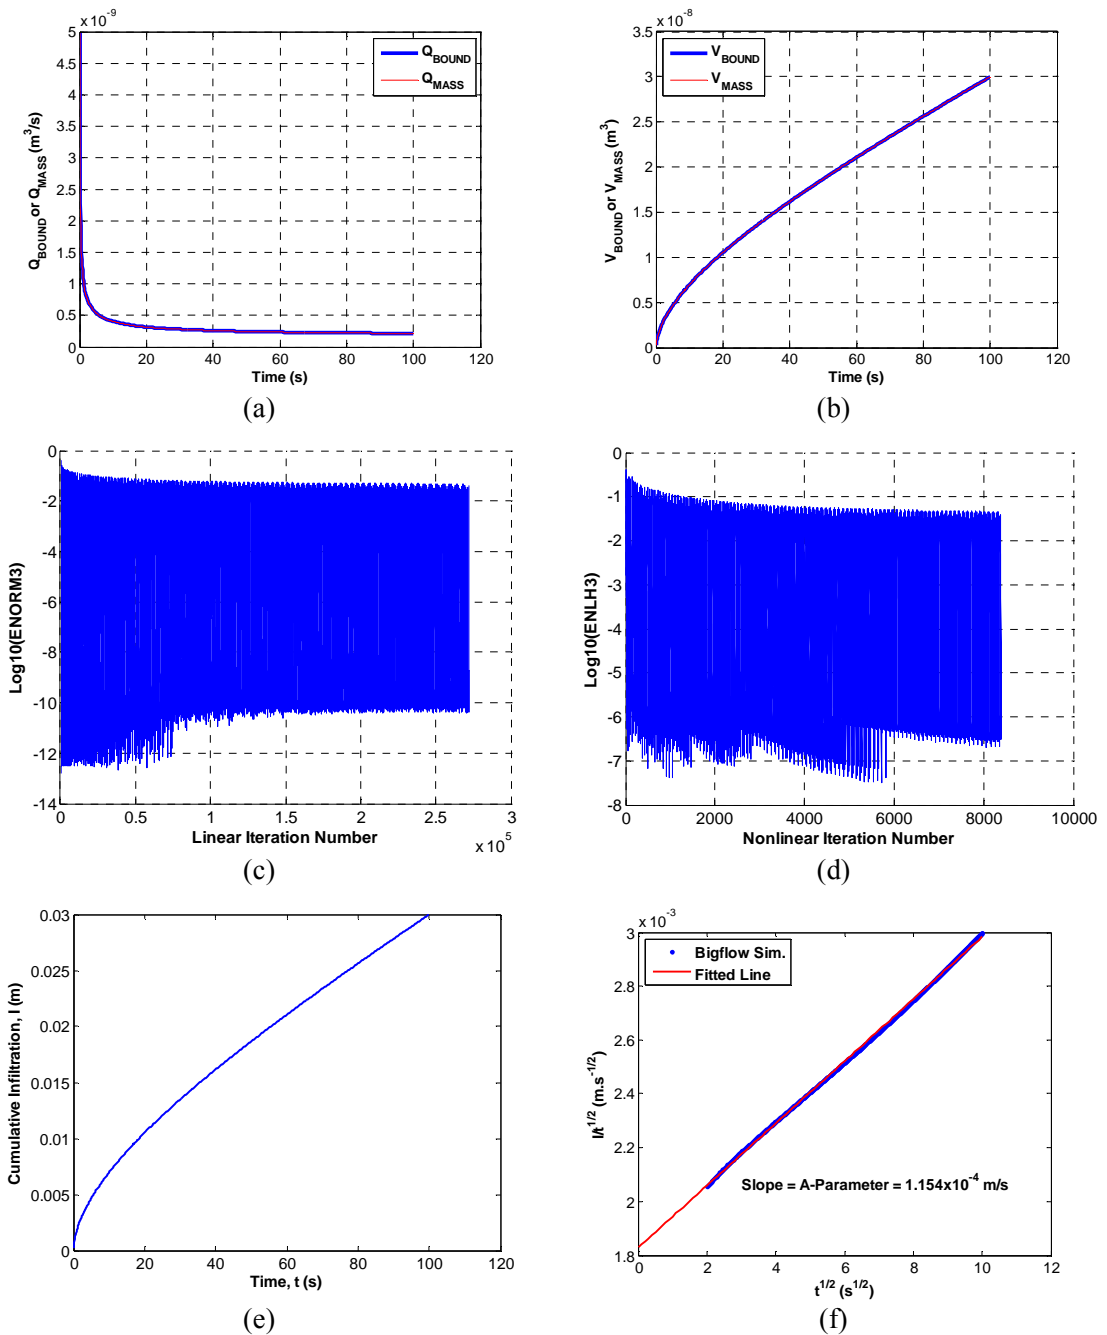 x 10^-9
5
4.5
4
3.5
3
2.5
2
1.5
1
0.5
0
Q_BOUND or Q_MASS (m^3/s)
Q_BOUND
Q_MASS
0 20 40 60 80 100 120
Time (s)
(a)
x 10^-8
3.5
3
2.5
2
1.5
1
0.5
0
V_BOUND or V_MASS (m^3)
V_BOUND
V_MASS
0 20 40 60 80 100 120
Time (s)
(b)
0
-2
-4
-6
-8
-10
-12
-14
Log10(ENORM3)
0 0.5 1 1.5 2 2.5 3
Linear Iteration Number
x 10^5
(c)
0
-1
-2
-3
-4
-5
-6
-7
-8
Log10(ENLH3)
0 2000 4000 6000 8000 10000
Nonlinear Iteration Number
(d)
0.03
0.025
0.02
0.015
0.01
0.005
0
Cumulative Infiltration, I (m)
0 20 40 60 80 100 120
Time, t (s)
(e)
x 10^-3
3
2.6
2.4
2.2
2
1.8
I/t^1/2 (m.s^-1/2)
Bigflow Sim.
Fitted Line
Slope = A-Parameter = 1.154x10^-4 m/s
0 2 4 6 8 10 12
t^1/2 (s^1/2)
(f)